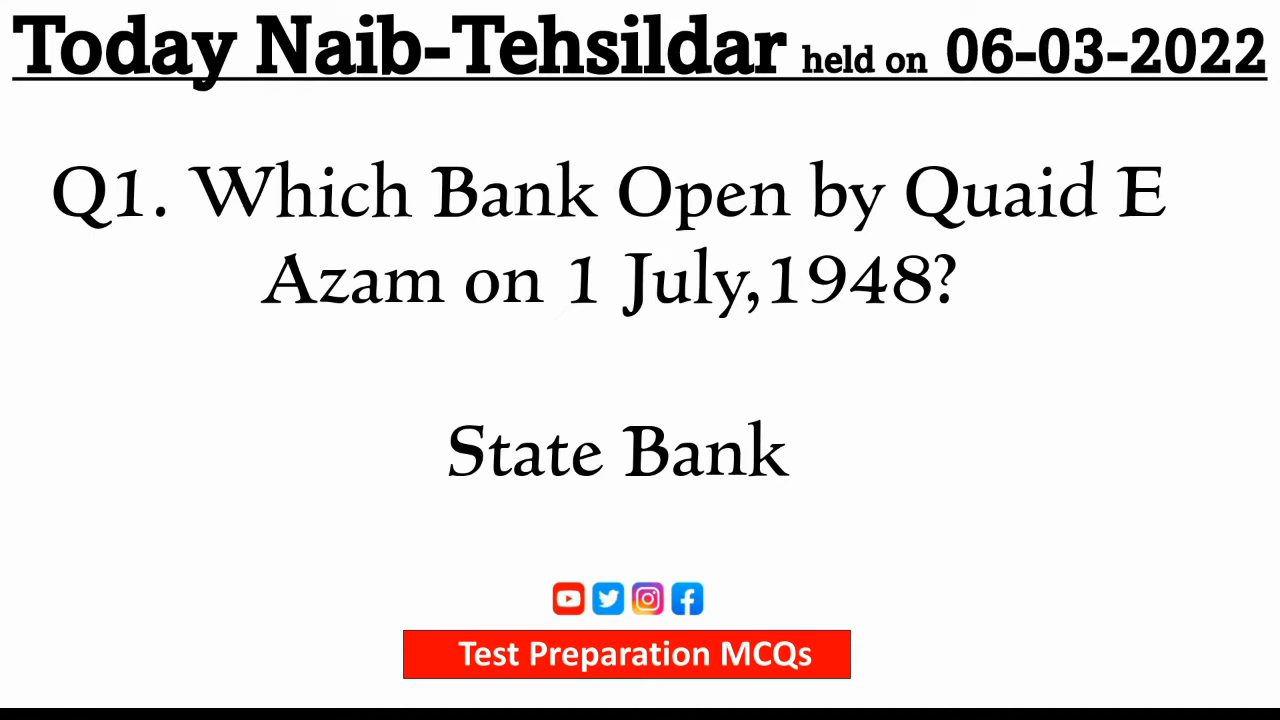 Today Naib-Tehsildar held on 06-03-2022
Q1. Which Bank Open by Quaid E
Azam on 1 July,1948?
State Bank
Test Preparation MCQs